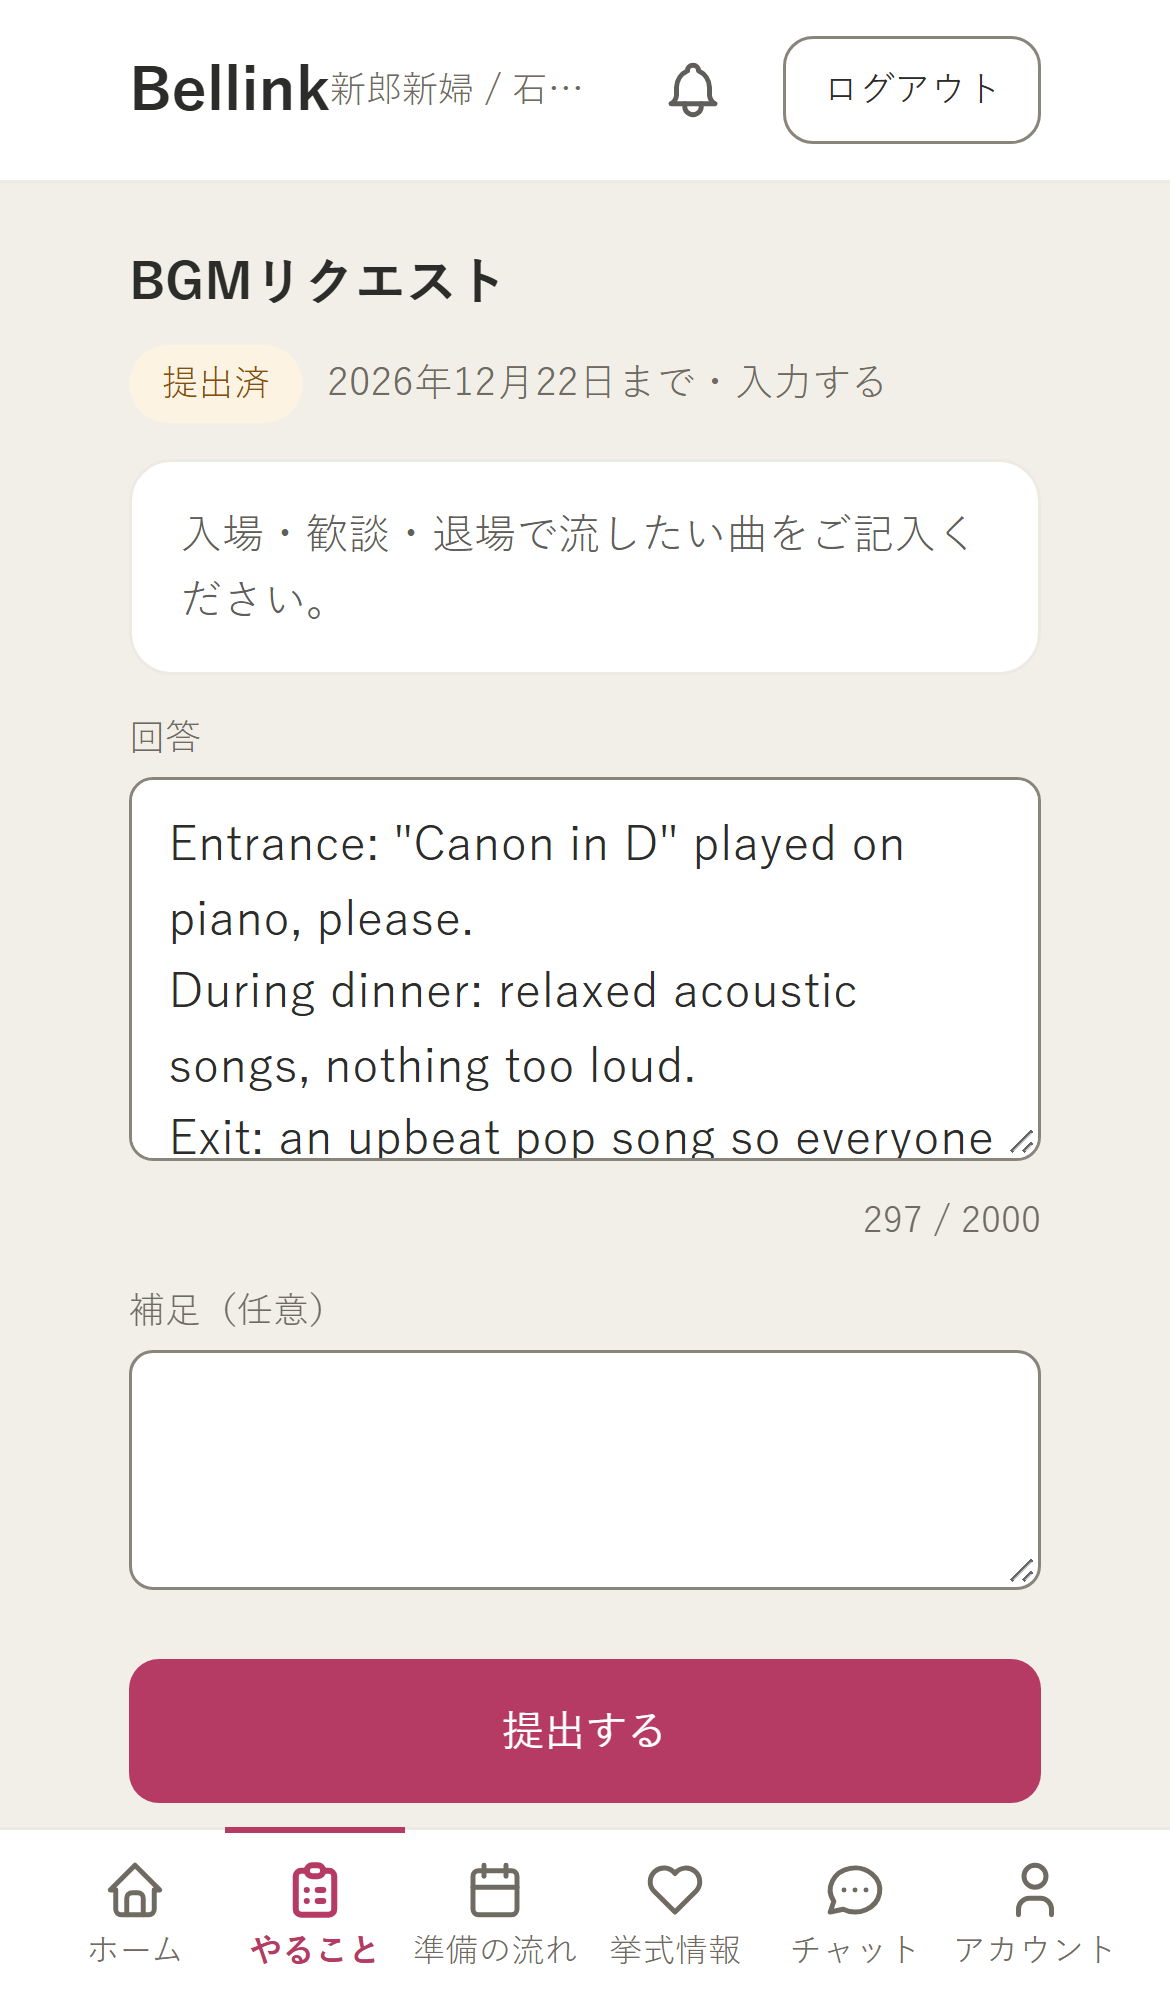 Bellink新郎新婦 / 石…
ログアウト
BGMリクエスト
提出済 2026年12月22日まで・入力する
入場・歓談・退場で流したい曲をご記入く
ださい。
回答
Entrance: "Canon in D" played on
piano, please.
During dinner: relaxed acoustic
songs, nothing too loud.
Exit: an upbeat pop song so everyone
297 / 2000
補足（任意）
提出する
ホーム
やること
準備の流れ
挙式情報
チャット
アカウント